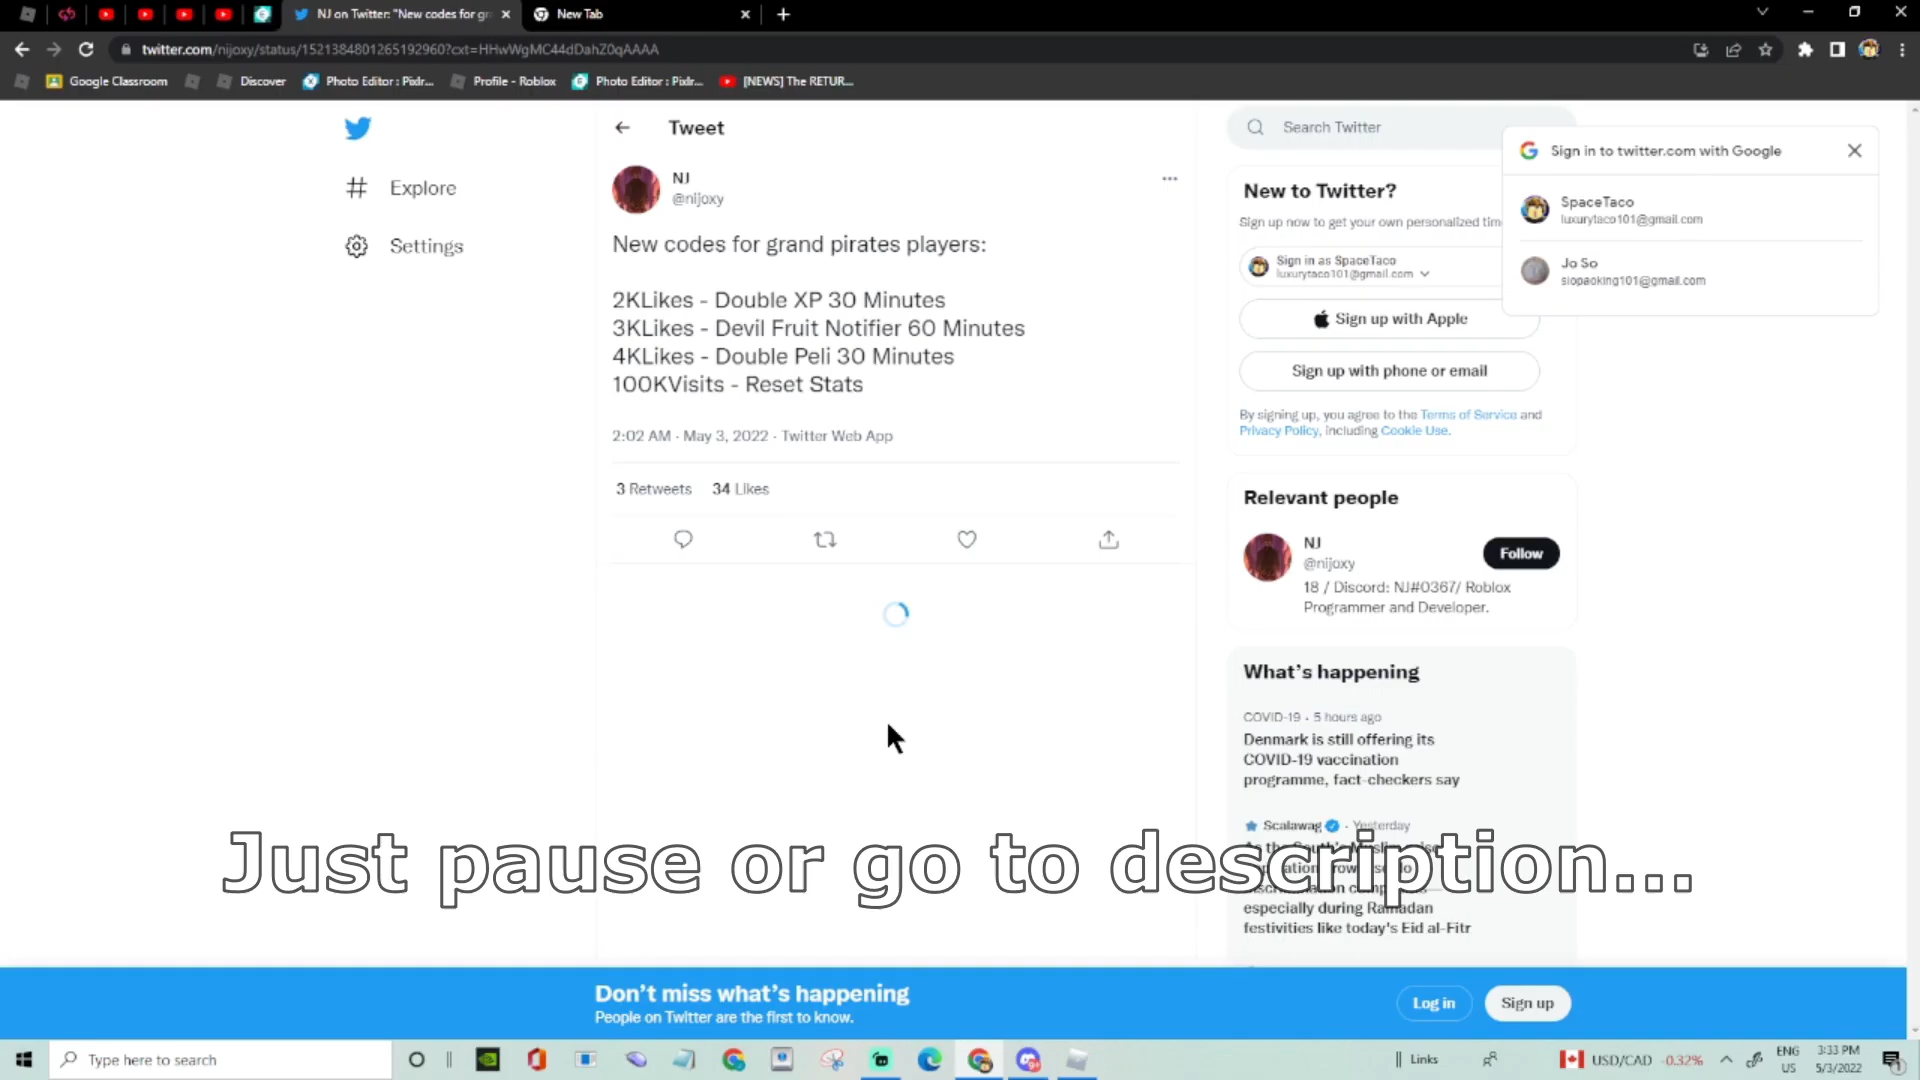 NJ on Twitter: "New codes for gr
New Tab
twitter.com/nijoxy/status/1521384801265192960?cxt=HHwWgMC44dDahZ0qAAAA
Google Classroom
Discover
Photo Editor : Pixlr...
Profile - Roblox
Photo Editor : Pixlr...
[NEWS] The RETUR...
Explore
Settings
Tweet
NJ
@nijoxy
New codes for grand pirates players:
2KLikes - Double XP 30 Minutes
3KLikes - Devil Fruit Notifier 60 Minutes
4KLikes - Double Peli 30 Minutes
100KVisits - Reset Stats
2:02 AM · May 3, 2022 · Twitter Web App
3 Retweets 34 Likes
Search Twitter
New to Twitter?
Sign up now to get your own personalized tim
Sign in as SpaceTaco
luxurytaco101@gmail.com
Sign up with Apple
Sign up with phone or email
By signing up, you agree to the Terms of Service and
Privacy Policy, including Cookie Use.
Sign in to twitter.com with Google
SpaceTaco
luxurytaco101@gmail.com
Jo So
siopaoking101@gmail.com
Relevant people
NJ
@nijoxy
Follow
18 / Discord: NJ#0367/ Roblox
Programmer and Developer.
What's happening
COVID-19 · 5 hours ago
Denmark is still offering its
COVID-19 vaccination
programme, fact-checkers say
Scalawag · Yesterday
especially during Ramadan
festivities like today's Eid al-Fitr
Just pause or go to description...
Don't miss what's happening
People on Twitter are the first to know.
Log in
Sign up
Type here to search
Links
USD/CAD -0.32%
ENG
US
3:33 PM
5/3/2022